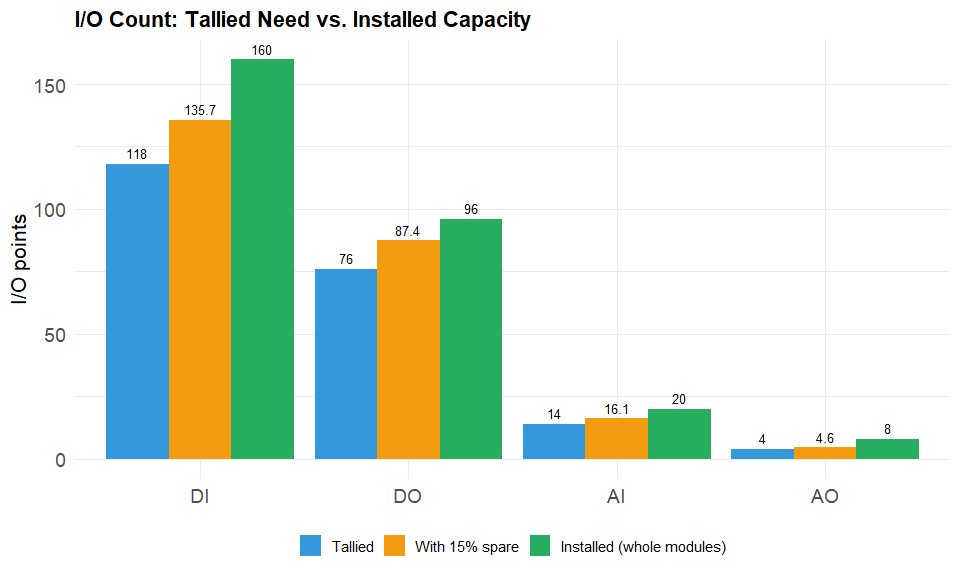 I/O Count: Tallied Need vs. Installed Capacity
I/O points
150
100
50
0
118
135.7
160
76
87.4
96
14
16.1
20
4
4.6
8
DI
DO
AI
AO
Tallied
With 15% spare
Installed (whole modules)